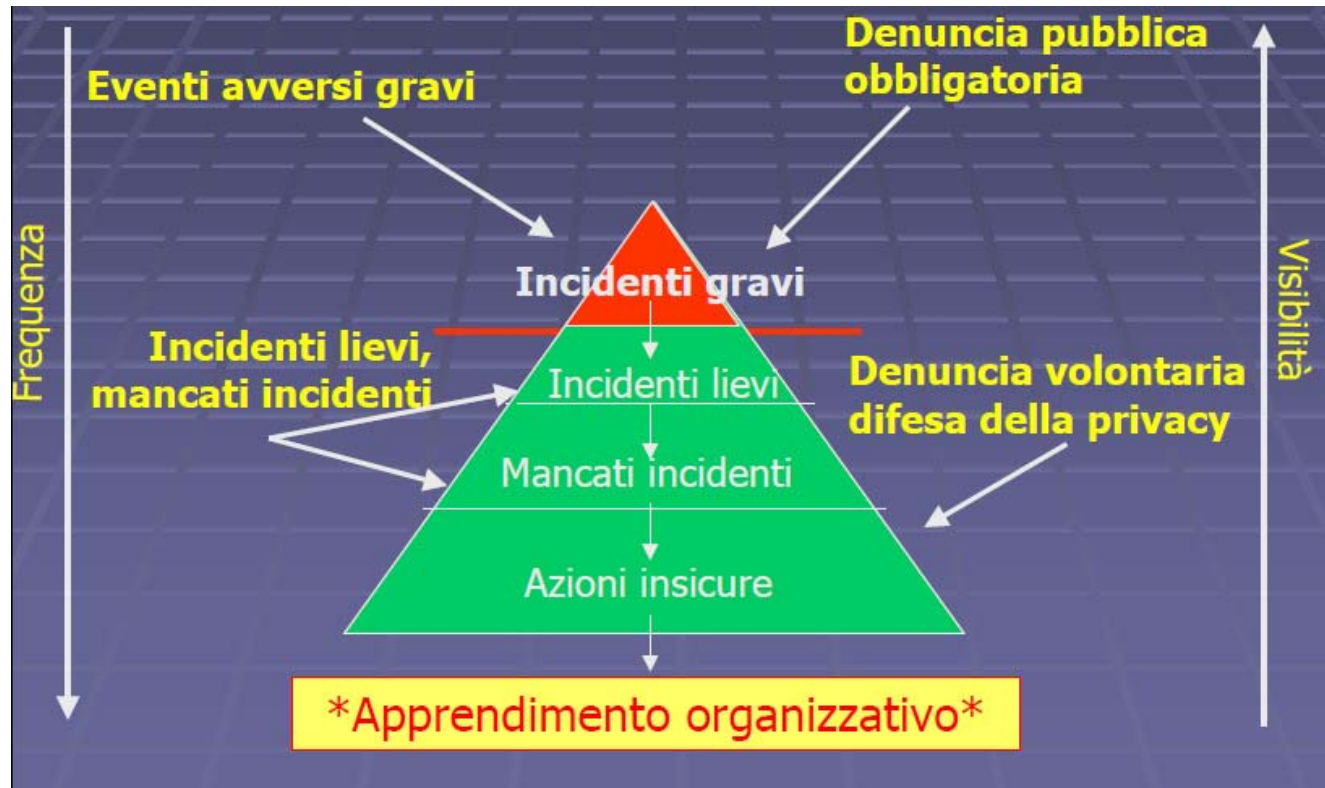 Denuncia pubblica
obbligatoria
Eventi avversi gravi
Frequenza
Visibilità
Incidenti gravi
Incidenti lievi,
mancati incidenti
Incidenti lievi
Denuncia volontaria
difesa della privacy
Mancati incidenti
Azioni insicure
*Apprendimento organizzativo*